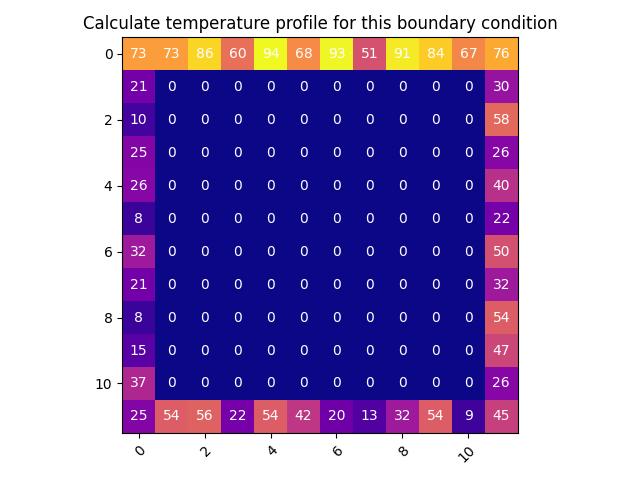 Calculate temperature profile for this boundary condition
0 73 73 86 60 94 68 93 51 91 84 67 76
21 0 0 0 0 0 0 0 0 0 0 30
2 10 0 0 0 0 0 0 0 0 0 0 58
25 0 0 0 0 0 0 0 0 0 0 26
4 26 0 0 0 0 0 0 0 0 0 0 40
8 0 0 0 0 0 0 0 0 0 0 22
6 32 0 0 0 0 0 0 0 0 0 0 50
21 0 0 0 0 0 0 0 0 0 0 32
8 8 0 0 0 0 0 0 0 0 0 0 54
15 0 0 0 0 0 0 0 0 0 0 47
10 37 0 0 0 0 0 0 0 0 0 0 26
25 54 56 22 54 42 20 13 32 54 9 45
0 2 4 6 8 10